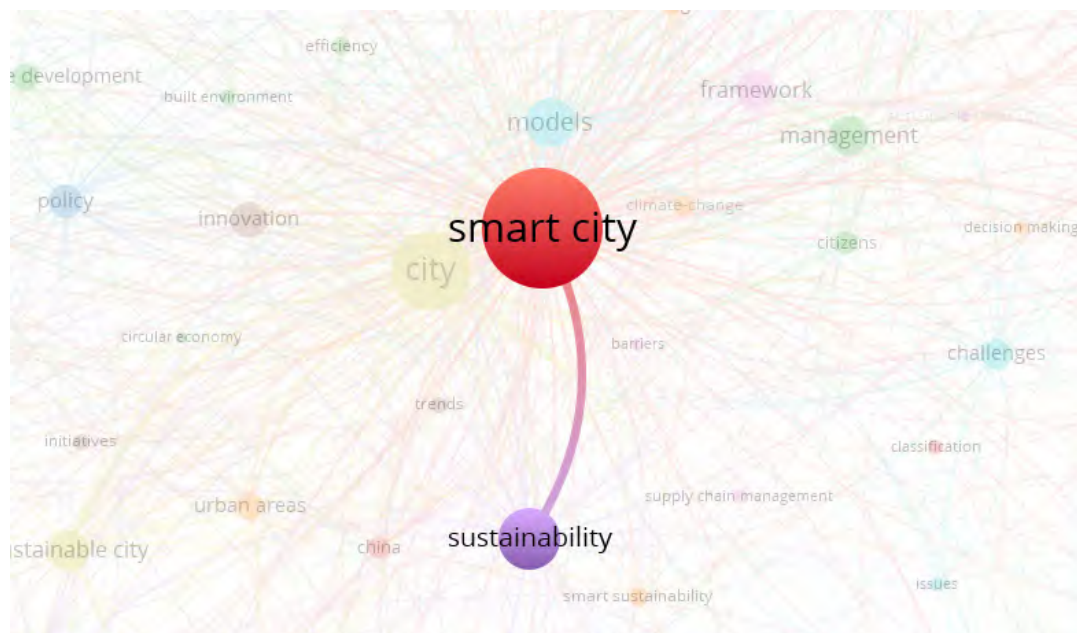 efficiency
e development
built environment
framework
models
management
policy
innovation
climate-change
smart city
citizens
decision making
city
circular economy
barriers
challenges
trends
initiatives
classification
supply chain management
urban areas
sustainability
stainable city
china
issues
smart sustainability